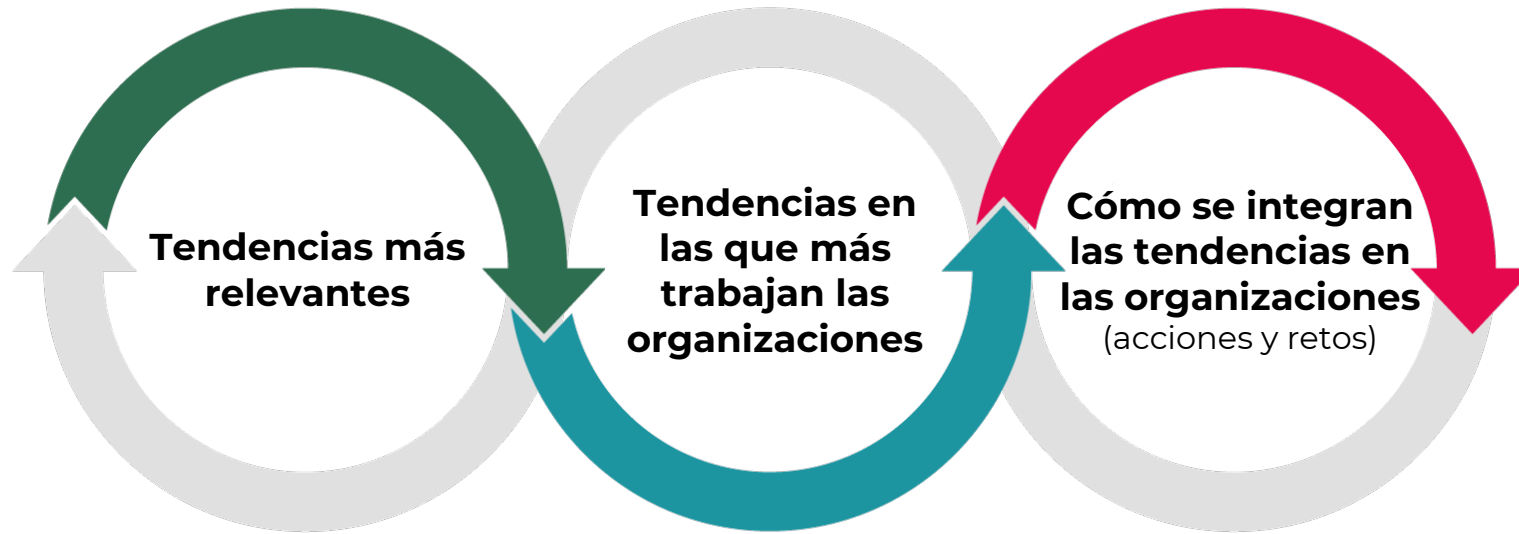 Tendencias más
relevantes
Tendencias en
las que más
trabajan las
organizaciones
Cómo se integran
las tendencias en
las organizaciones
(acciones y retos)